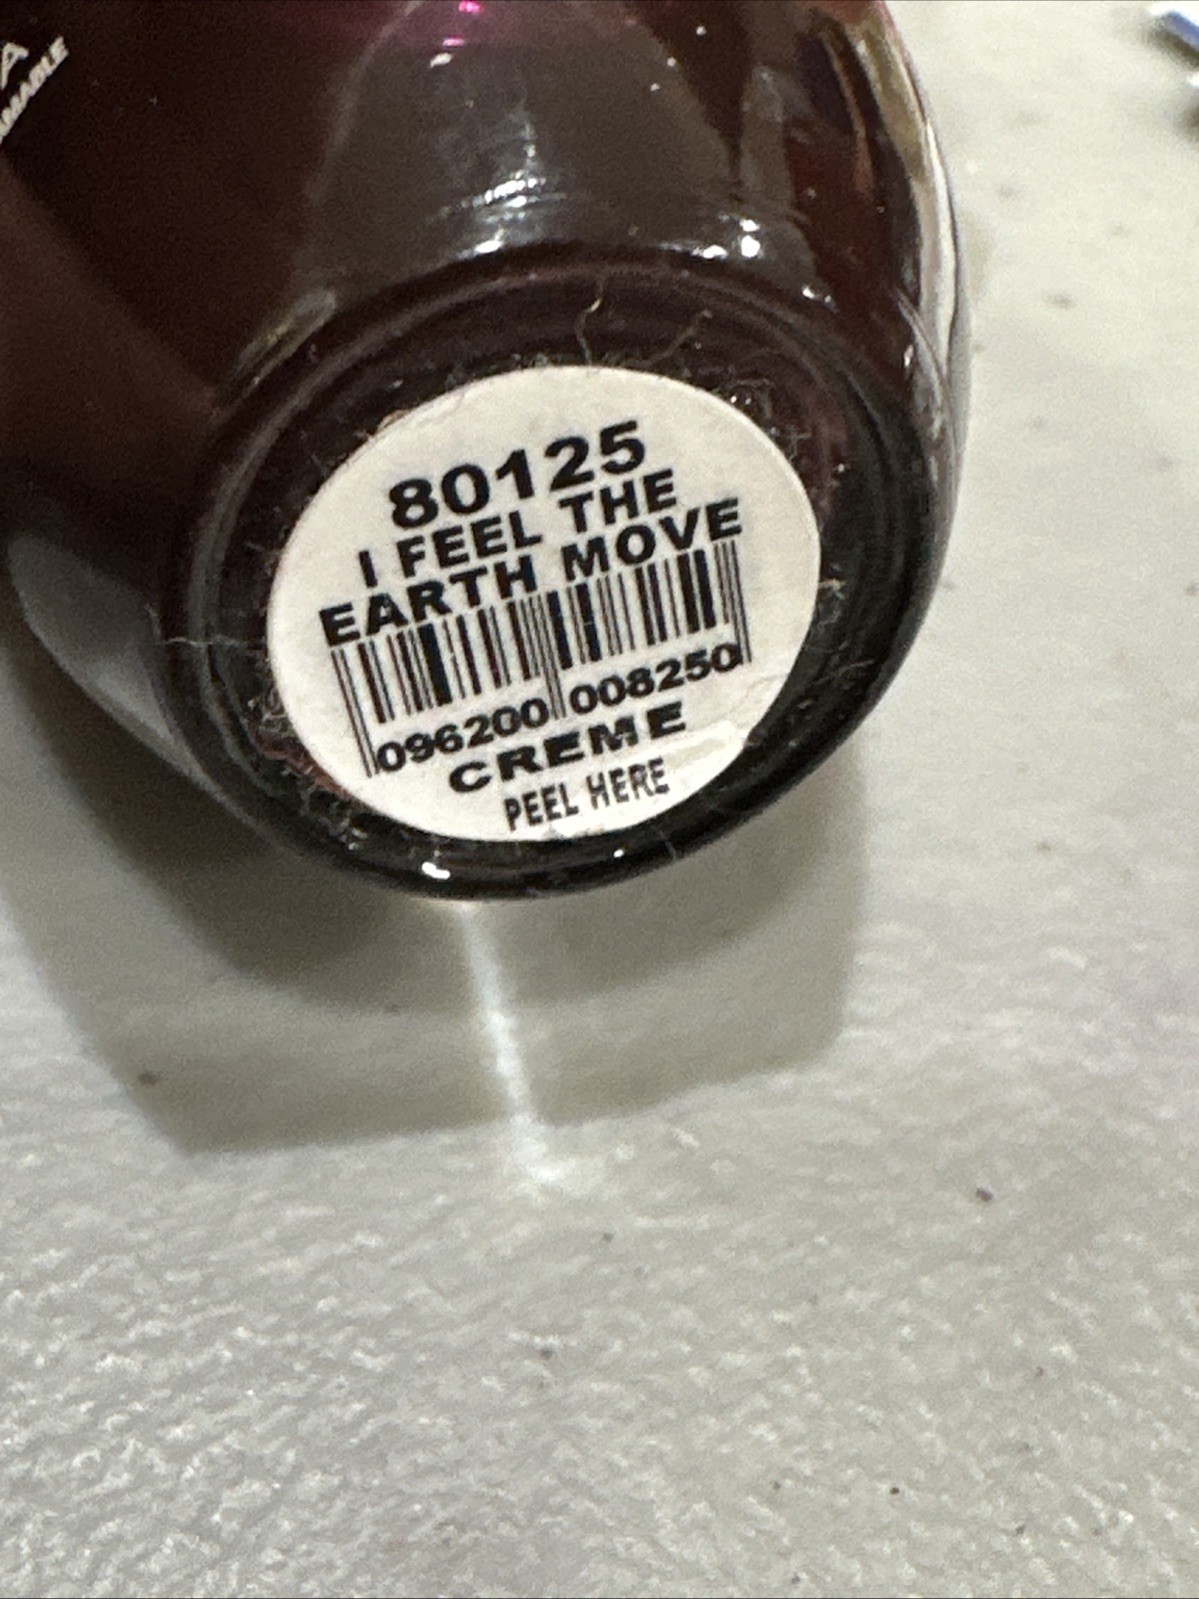 80125
I FEEL THE
EARTH MOVE
096200 008250
CREME
PEEL HERE